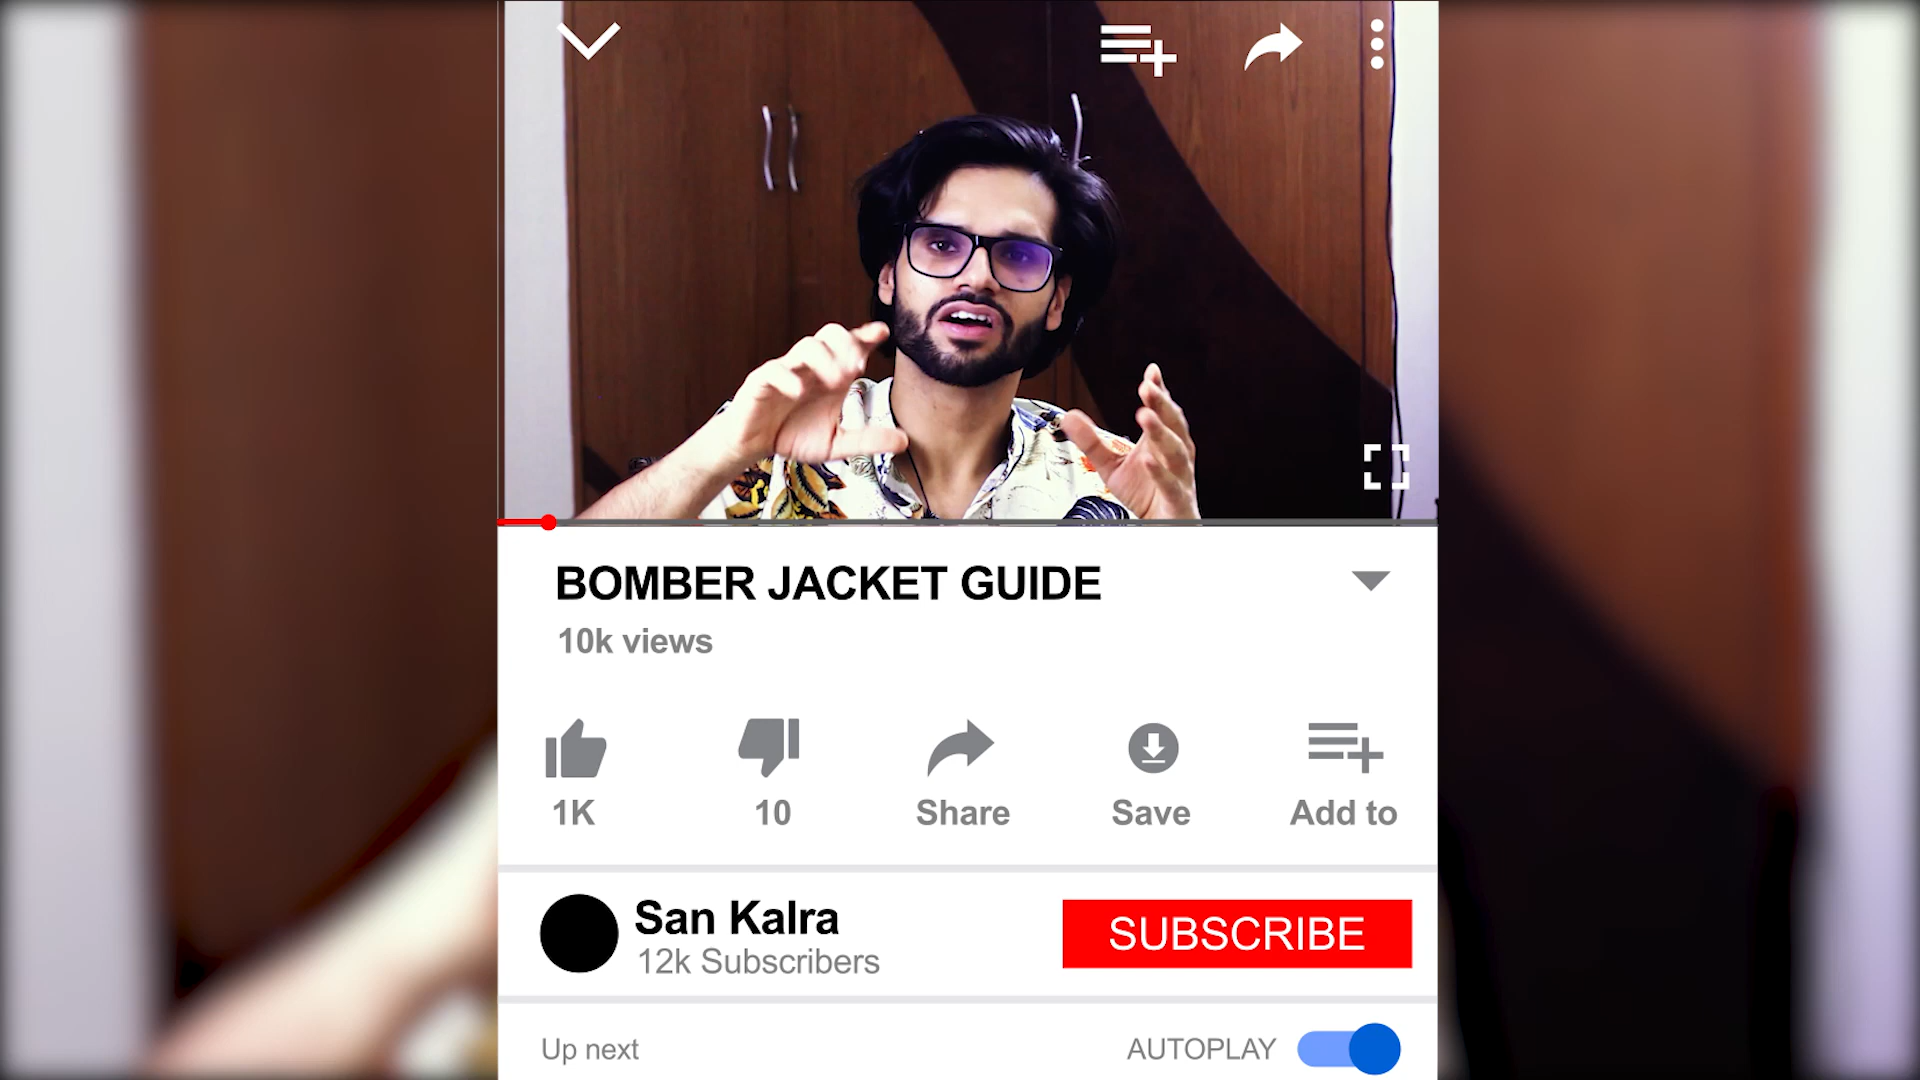 BOMBER JACKET GUIDE
10k views
1K
10
Share
Save
Add to
San Kalra
12k Subscribers
SUBSCRIBE
Up next
AUTOPLAY